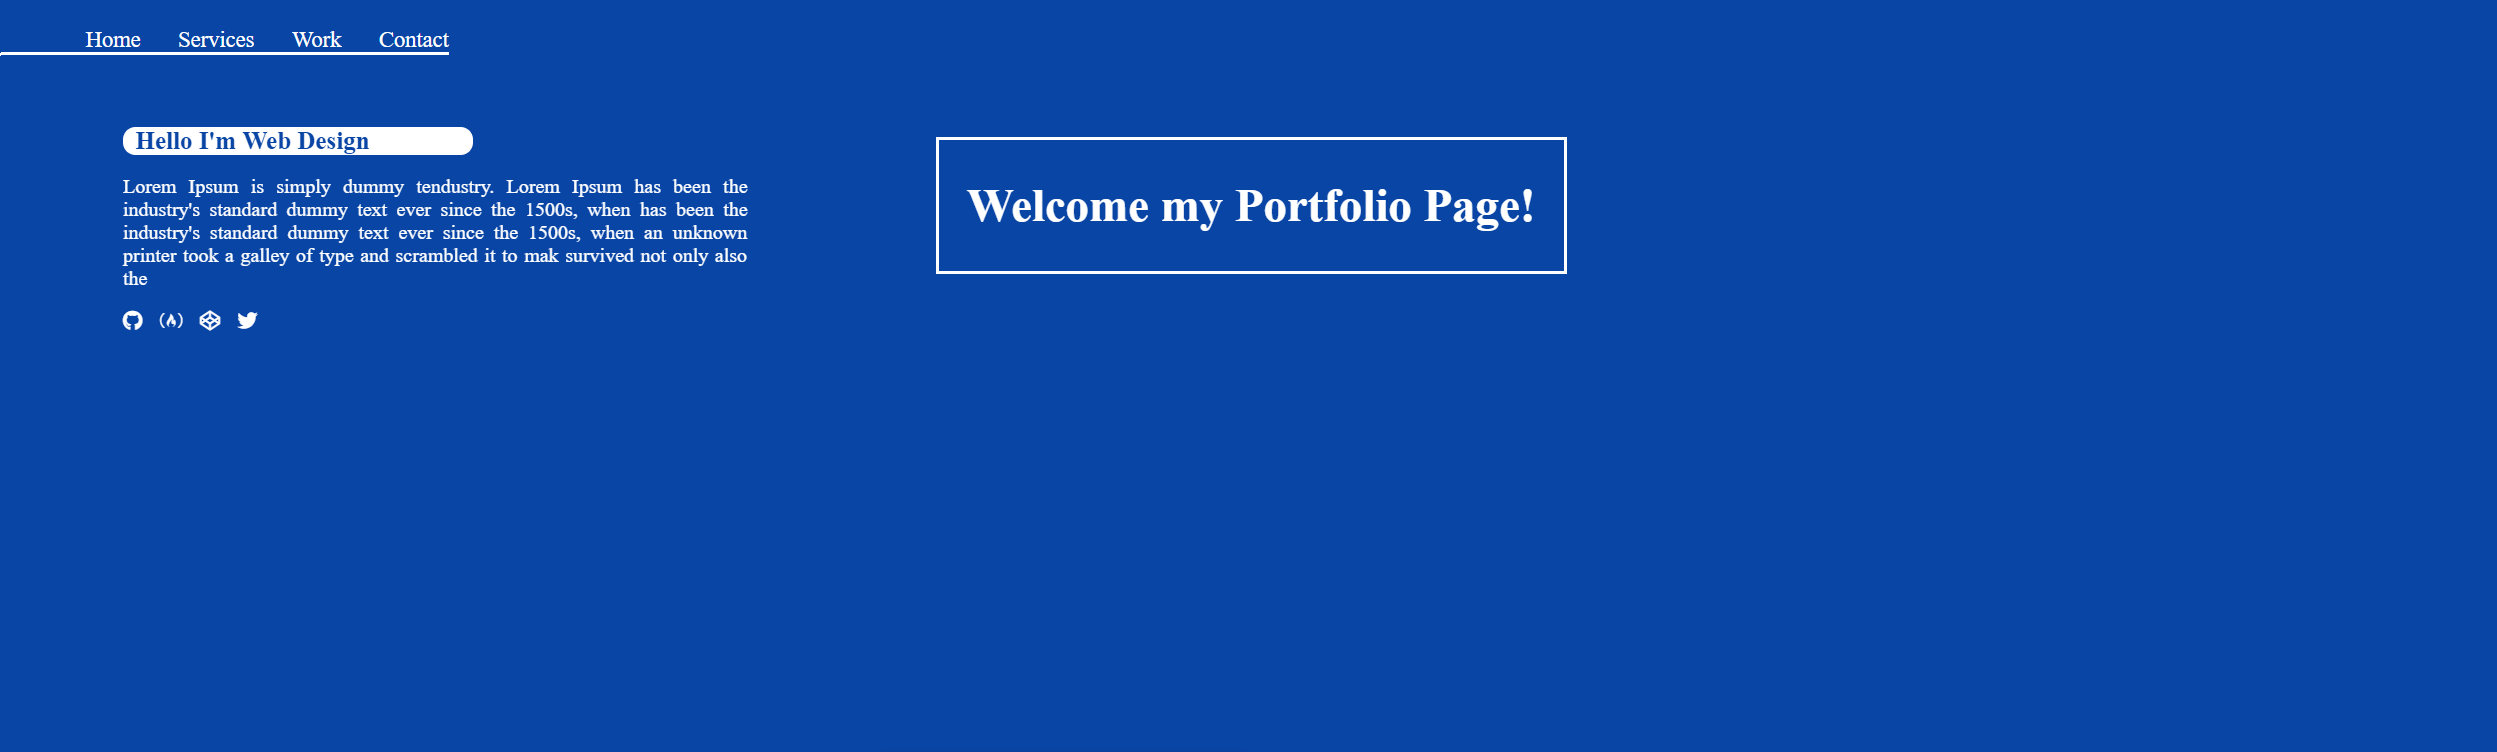 Home Services Work Contact
Hello I'm Web Design
Lorem Ipsum is simply dummy tendustry. Lorem Ipsum has been the
industry's standard dummy text ever since the 1500s, when has been the
industry's standard dummy text ever since the 1500s, when an unknown
printer took a galley of type and scrambled it to mak survived not only also
the
Welcome my Portfolio Page!